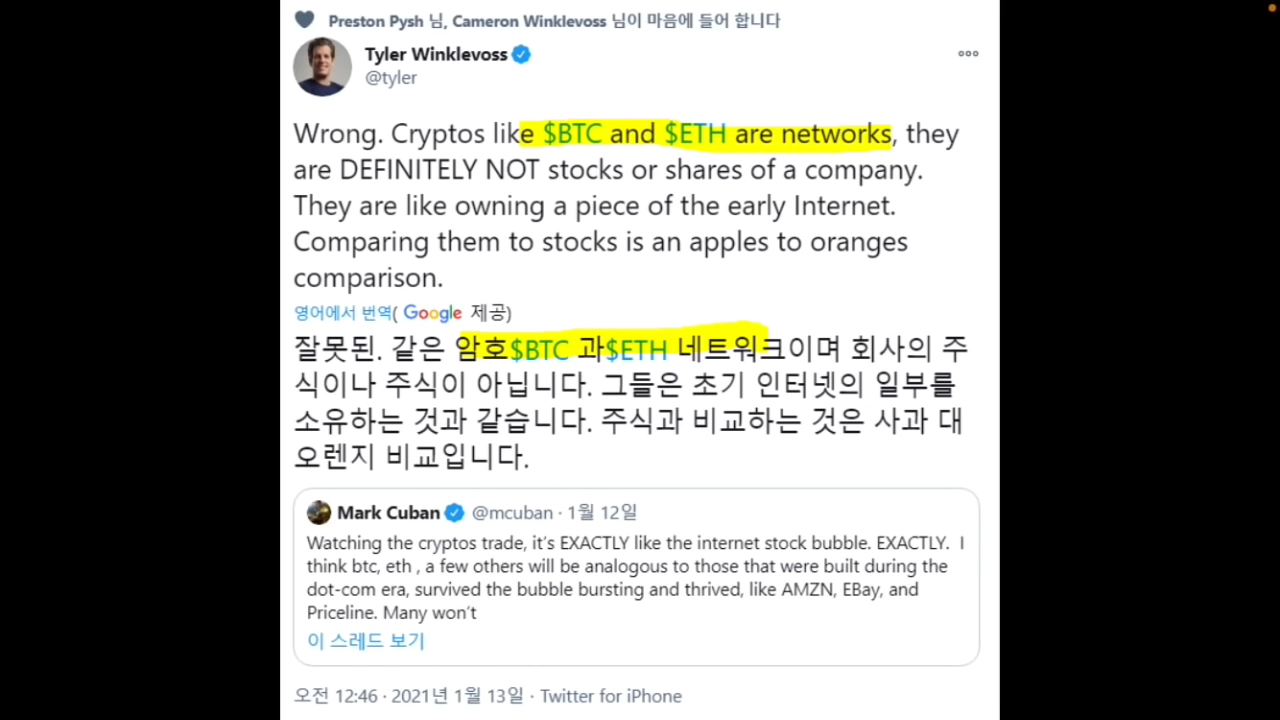 Preston Pysh 님, Cameron Winklevoss 님이 마음에 들어 합니다
Tyler Winklevoss
@tyler
Wrong. Cryptos like $BTC and $ETH are networks, they
are DEFINITELY NOT stocks or shares of a company.
They are like owning a piece of the early Internet.
Comparing them to stocks is an apples to oranges
comparison.
영어에서 번역( Google 제공)
잘못된. 같은 암호$BTC 과$ETH 네트워크이며 회사의 주
식이나 주식이 아닙니다. 그들은 초기 인터넷의 일부를
소유하는 것과 같습니다. 주식과 비교하는 것은 사과 대
오렌지 비교입니다.
Mark Cuban @mcuban · 1월 12일
Watching the cryptos trade, it's EXACTLY like the internet stock bubble. EXACTLY. I
think btc, eth , a few others will be analogous to those that were built during the
dot-com era, survived the bubble bursting and thrived, like AMZN, EBay, and
Priceline. Many won't
이 스레드 보기
오전 12:46 · 2021년 1월 13일 · Twitter for iPhone